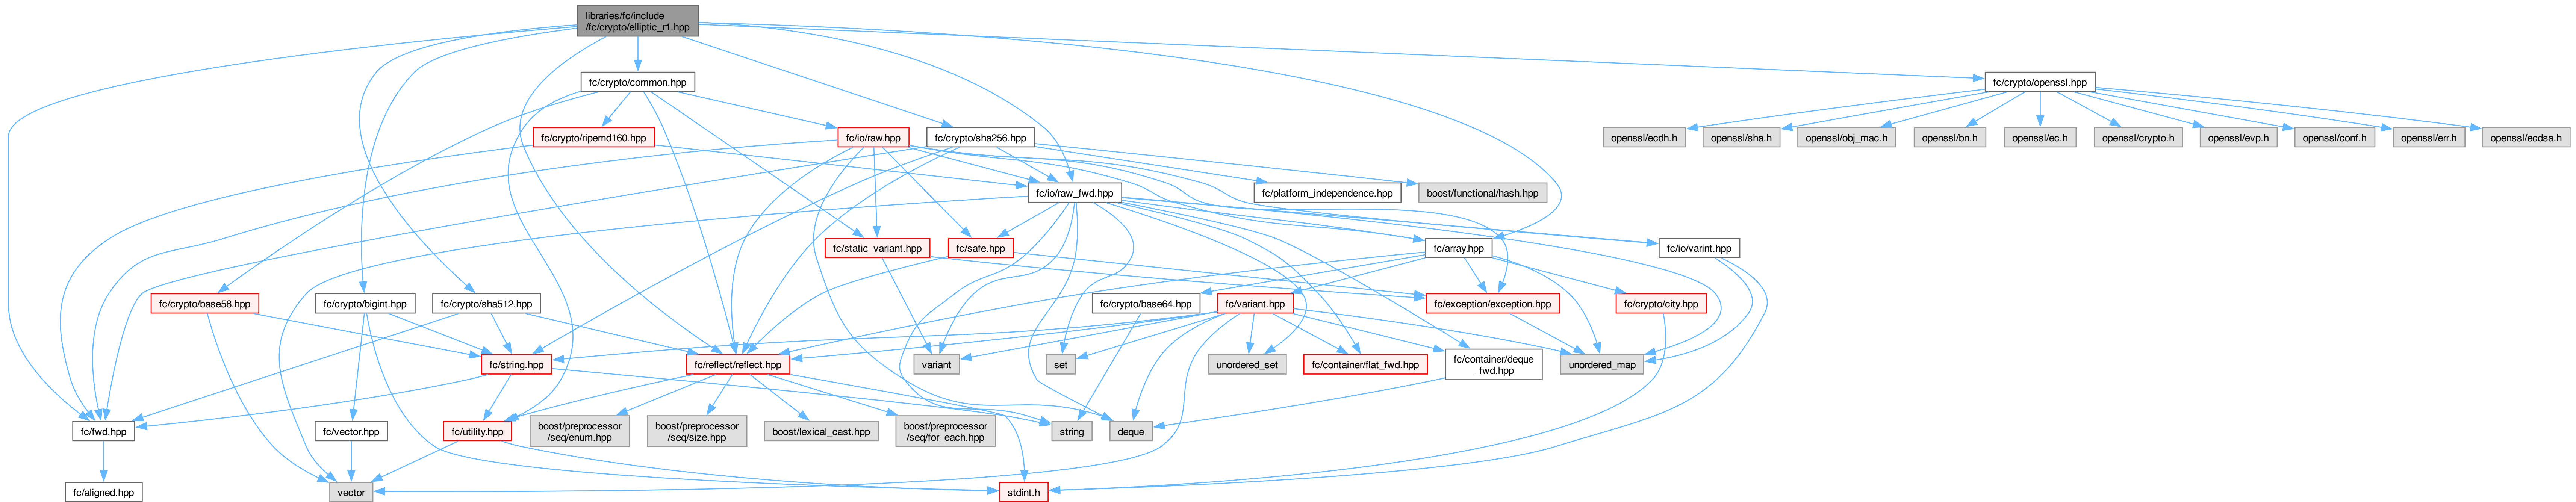 libraries/fc/include
/fc/crypto/elliptic_r1.hpp
fc/crypto/common.hpp
fc/crypto/openssl.hpp
fc/crypto/ripemd160.hpp
fc/io/raw.hpp
fc/crypto/sha256.hpp
openssl/ecdh.h
openssl/sha.h
openssl/obj_mac.h
openssl/bn.h
openssl/ec.h
openssl/crypto.h
openssl/evp.h
openssl/conf.h
openssl/err.h
openssl/ecdsa.h
fc/io/raw_fwd.hpp
fc/platform_independence.hpp
boost/functional/hash.hpp
fc/static_variant.hpp
fc/safe.hpp
fc/array.hpp
fc/io/varint.hpp
fc/crypto/base58.hpp
fc/crypto/bigint.hpp
fc/crypto/sha512.hpp
fc/crypto/base64.hpp
fc/variant.hpp
fc/exception/exception.hpp
fc/crypto/city.hpp
fc/string.hpp
fc/reflect/reflect.hpp
variant
set
unordered_set
fc/container/flat_fwd.hpp
fc/container/deque
_fwd.hpp
unordered_map
fc/fwd.hpp
fc/vector.hpp
fc/utility.hpp
boost/preprocessor
/seq/enum.hpp
boost/preprocessor
/seq/size.hpp
boost/lexical_cast.hpp
boost/preprocessor
/seq/for_each.hpp
string
deque
fc/aligned.hpp
vector
stdint.h